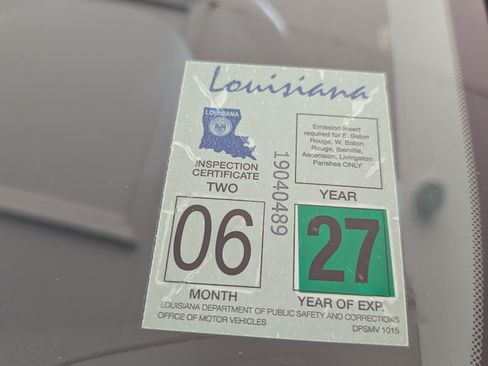 Louisiana
LOUISIANA
INSPECTION
CERTIFICATE
TWO
YEAR
Emission Insert
required for E. Baton
Rouge, W. Baton
Rouge, Iberville,
Ascension, Livingston
Parishes ONLY
19040489
06
27
MONTH
YEAR OF EXP.
LOUISIANA DEPARTMENT OF PUBLIC SAFETY AND CORRECTIONS
OFFICE OF MOTOR VEHICLES
DPSMV 1015